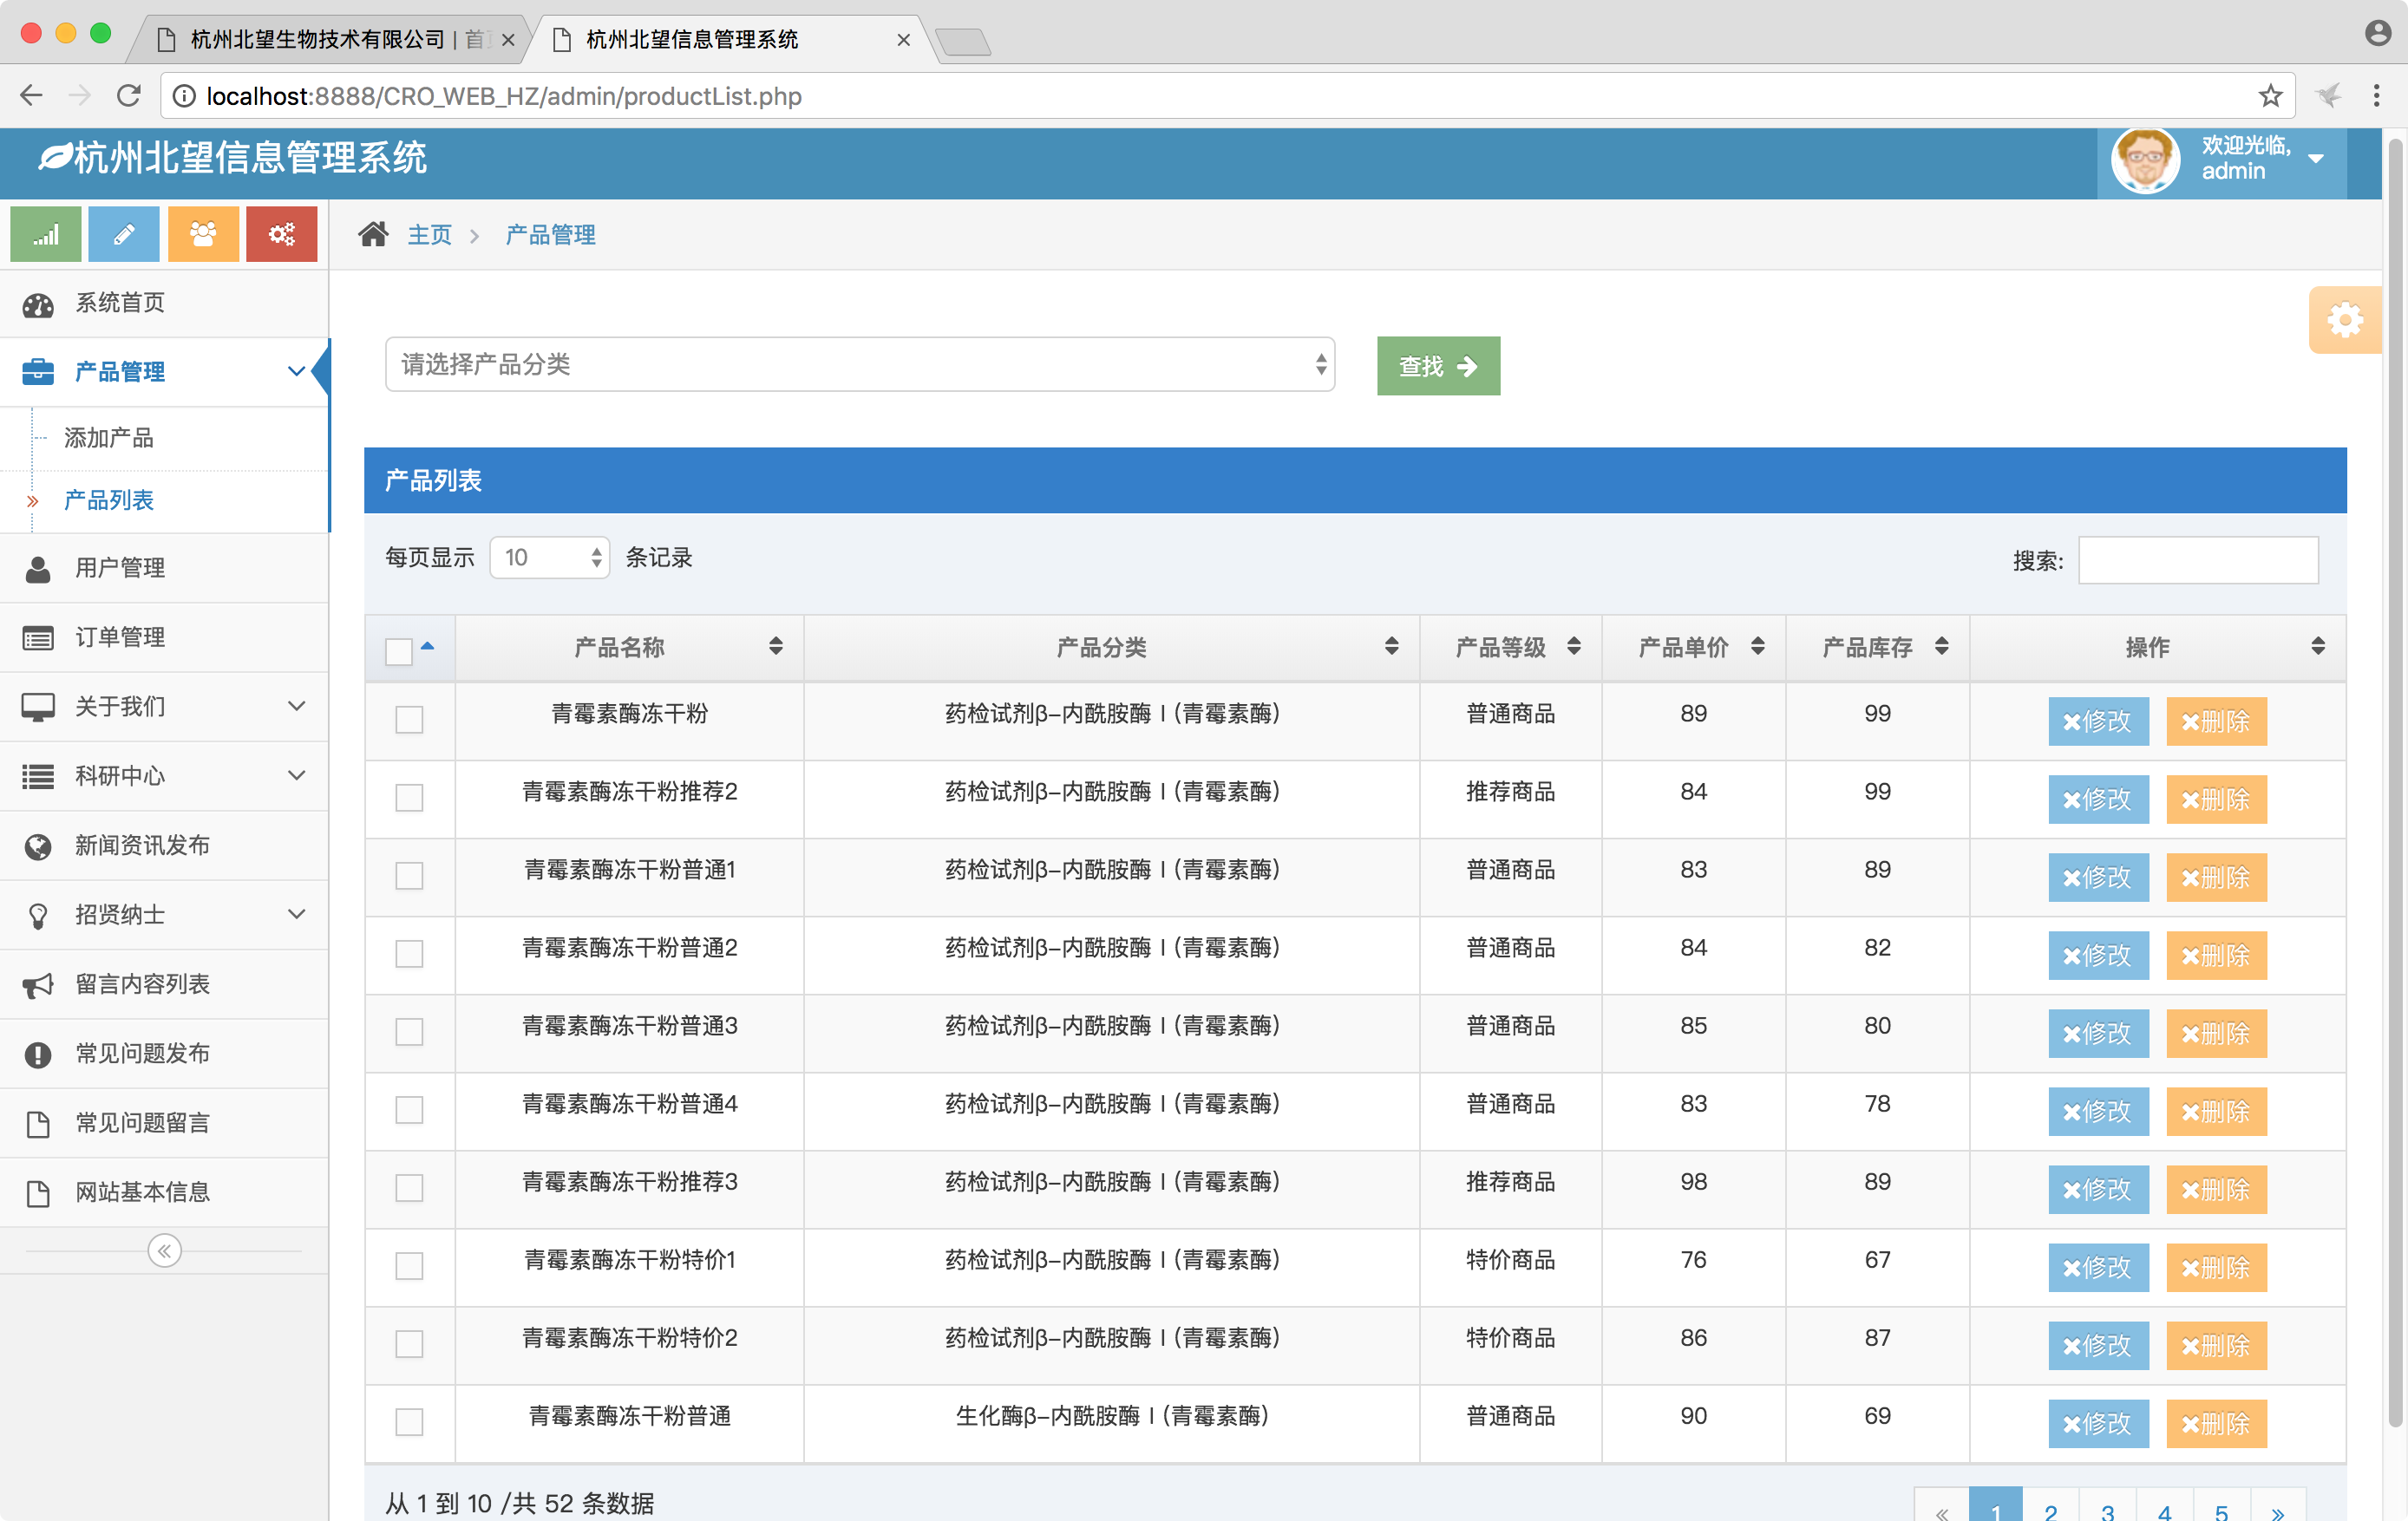 杭州北望生物技术有限公司 | 首
杭州北望信息管理系统
localhost:8888/CRO_WEB_HZ/admin/productList.php
杭州北望信息管理系统
欢迎光临,
admin
主页
产品管理
系统首页
产品管理
添加产品
产品列表
用户管理
订单管理
关于我们
科研中心
新闻资讯发布
招贤纳士
留言内容列表
常见问题发布
常见问题留言
网站基本信息
请选择产品分类
查找
产品列表
每页显示 10 条记录
搜索:
产品名称 产品分类 产品等级 产品单价 产品库存 操作
青霉素酶冻干粉 药检试剂β-内酰胺酶Ⅰ(青霉素酶) 普通商品 89 99 修改 删除
青霉素酶冻干粉推荐2 药检试剂β-内酰胺酶Ⅰ(青霉素酶) 推荐商品 84 99 修改 删除
青霉素酶冻干粉普通1 药检试剂β-内酰胺酶Ⅰ(青霉素酶) 普通商品 83 89 修改 删除
青霉素酶冻干粉普通2 药检试剂β-内酰胺酶Ⅰ(青霉素酶) 普通商品 84 82 修改 删除
青霉素酶冻干粉普通3 药检试剂β-内酰胺酶Ⅰ(青霉素酶) 普通商品 85 80 修改 删除
青霉素酶冻干粉普通4 药检试剂β-内酰胺酶Ⅰ(青霉素酶) 普通商品 83 78 修改 删除
青霉素酶冻干粉推荐3 药检试剂β-内酰胺酶Ⅰ(青霉素酶) 推荐商品 98 89 修改 删除
青霉素酶冻干粉特价1 药检试剂β-内酰胺酶Ⅰ(青霉素酶) 特价商品 76 67 修改 删除
青霉素酶冻干粉特价2 药检试剂β-内酰胺酶Ⅰ(青霉素酶) 特价商品 86 87 修改 删除
青霉素酶冻干粉普通 生化酶β-内酰胺酶Ⅰ(青霉素酶) 普通商品 90 69 修改 删除
从 1 到 10 /共 52 条数据
« 1 2 3 4 5 »